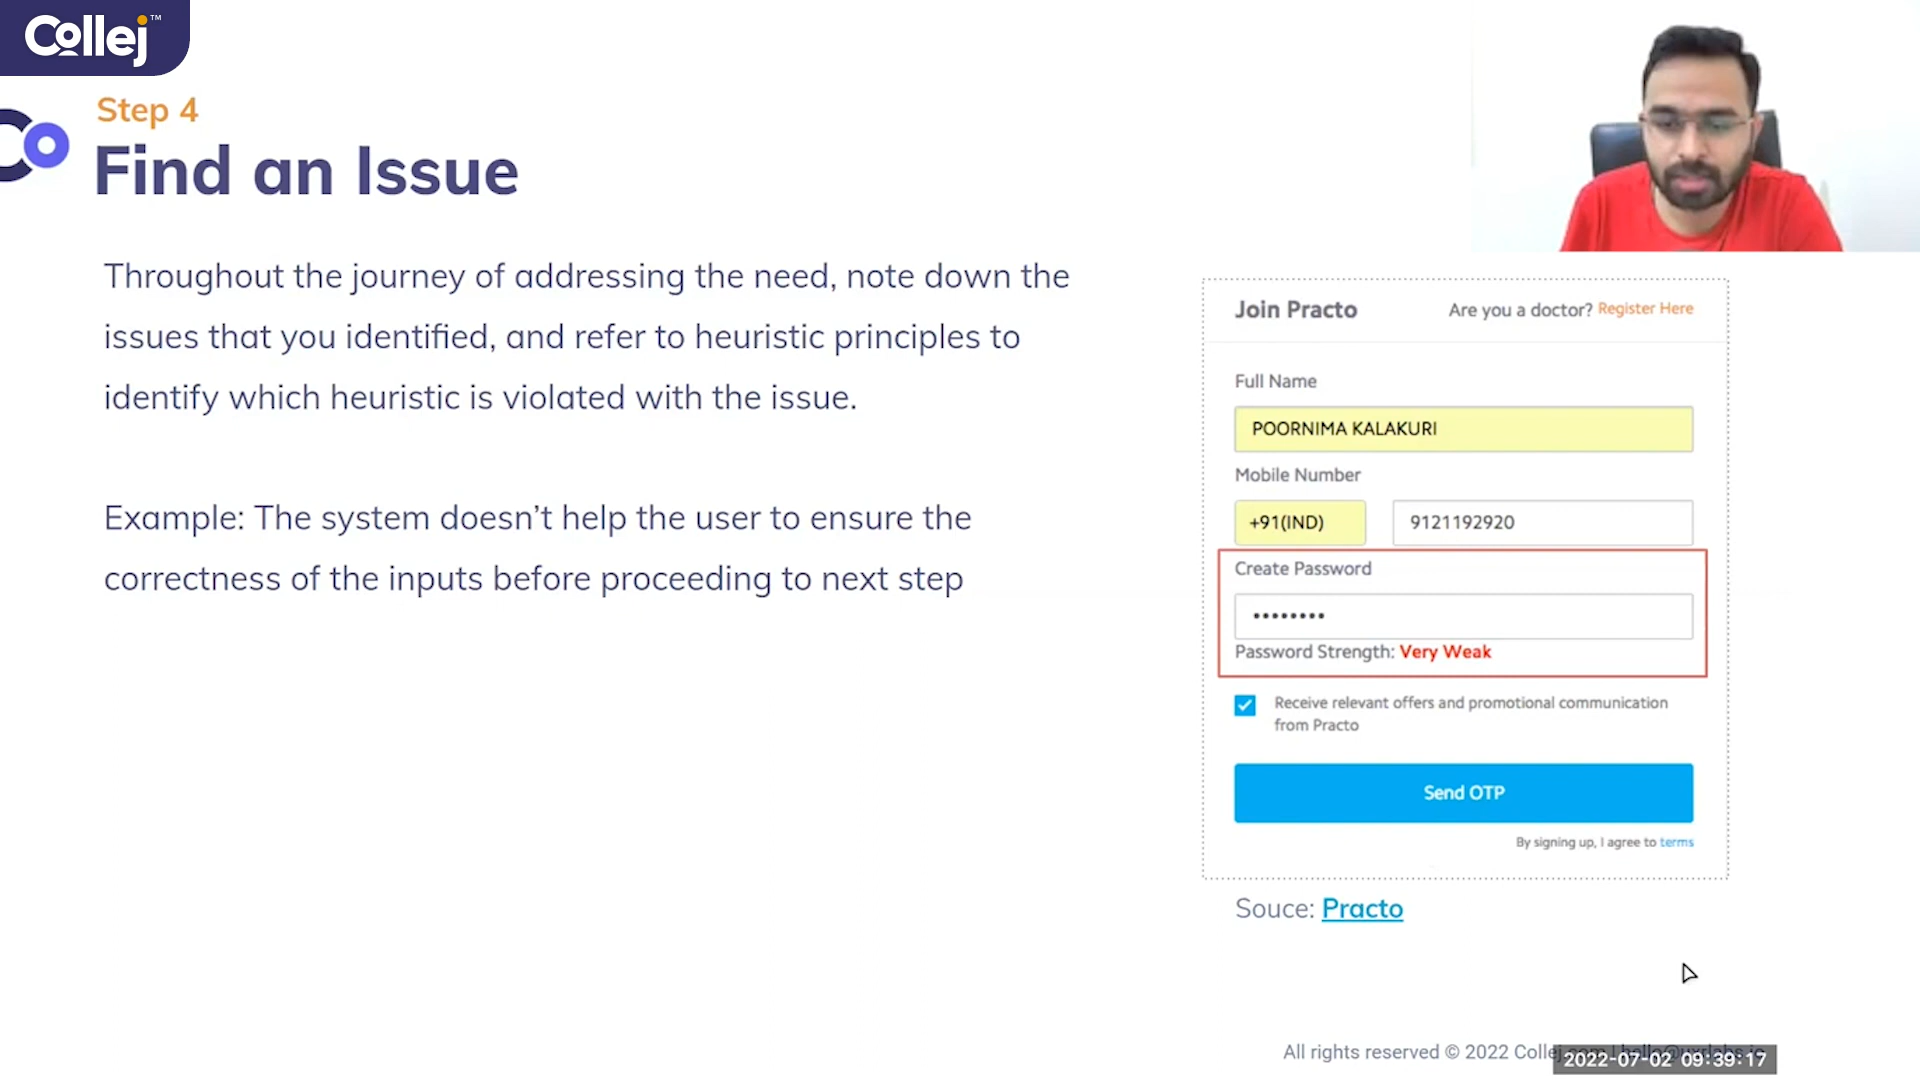 Collej™
Step 4
Find an Issue
Throughout the journey of addressing the need, note down the
issues that you identified, and refer to heuristic principles to
identify which heuristic is violated with the issue.
Example: The system doesn’t help the user to ensure the
correctness of the inputs before proceeding to next step
Join Practo
Are you a doctor? Register Here
Full Name
POORNIMA KALAKURI
Mobile Number
+91(IND)
9121192920
Create Password
••••••••
Password Strength: Very Weak
Receive relevant offers and promotional communication
from Practo
Send OTP
By signing up, I agree to terms
Souce: Practo
All rights reserved © 2022 Collej
2022-07-02 09:39:17